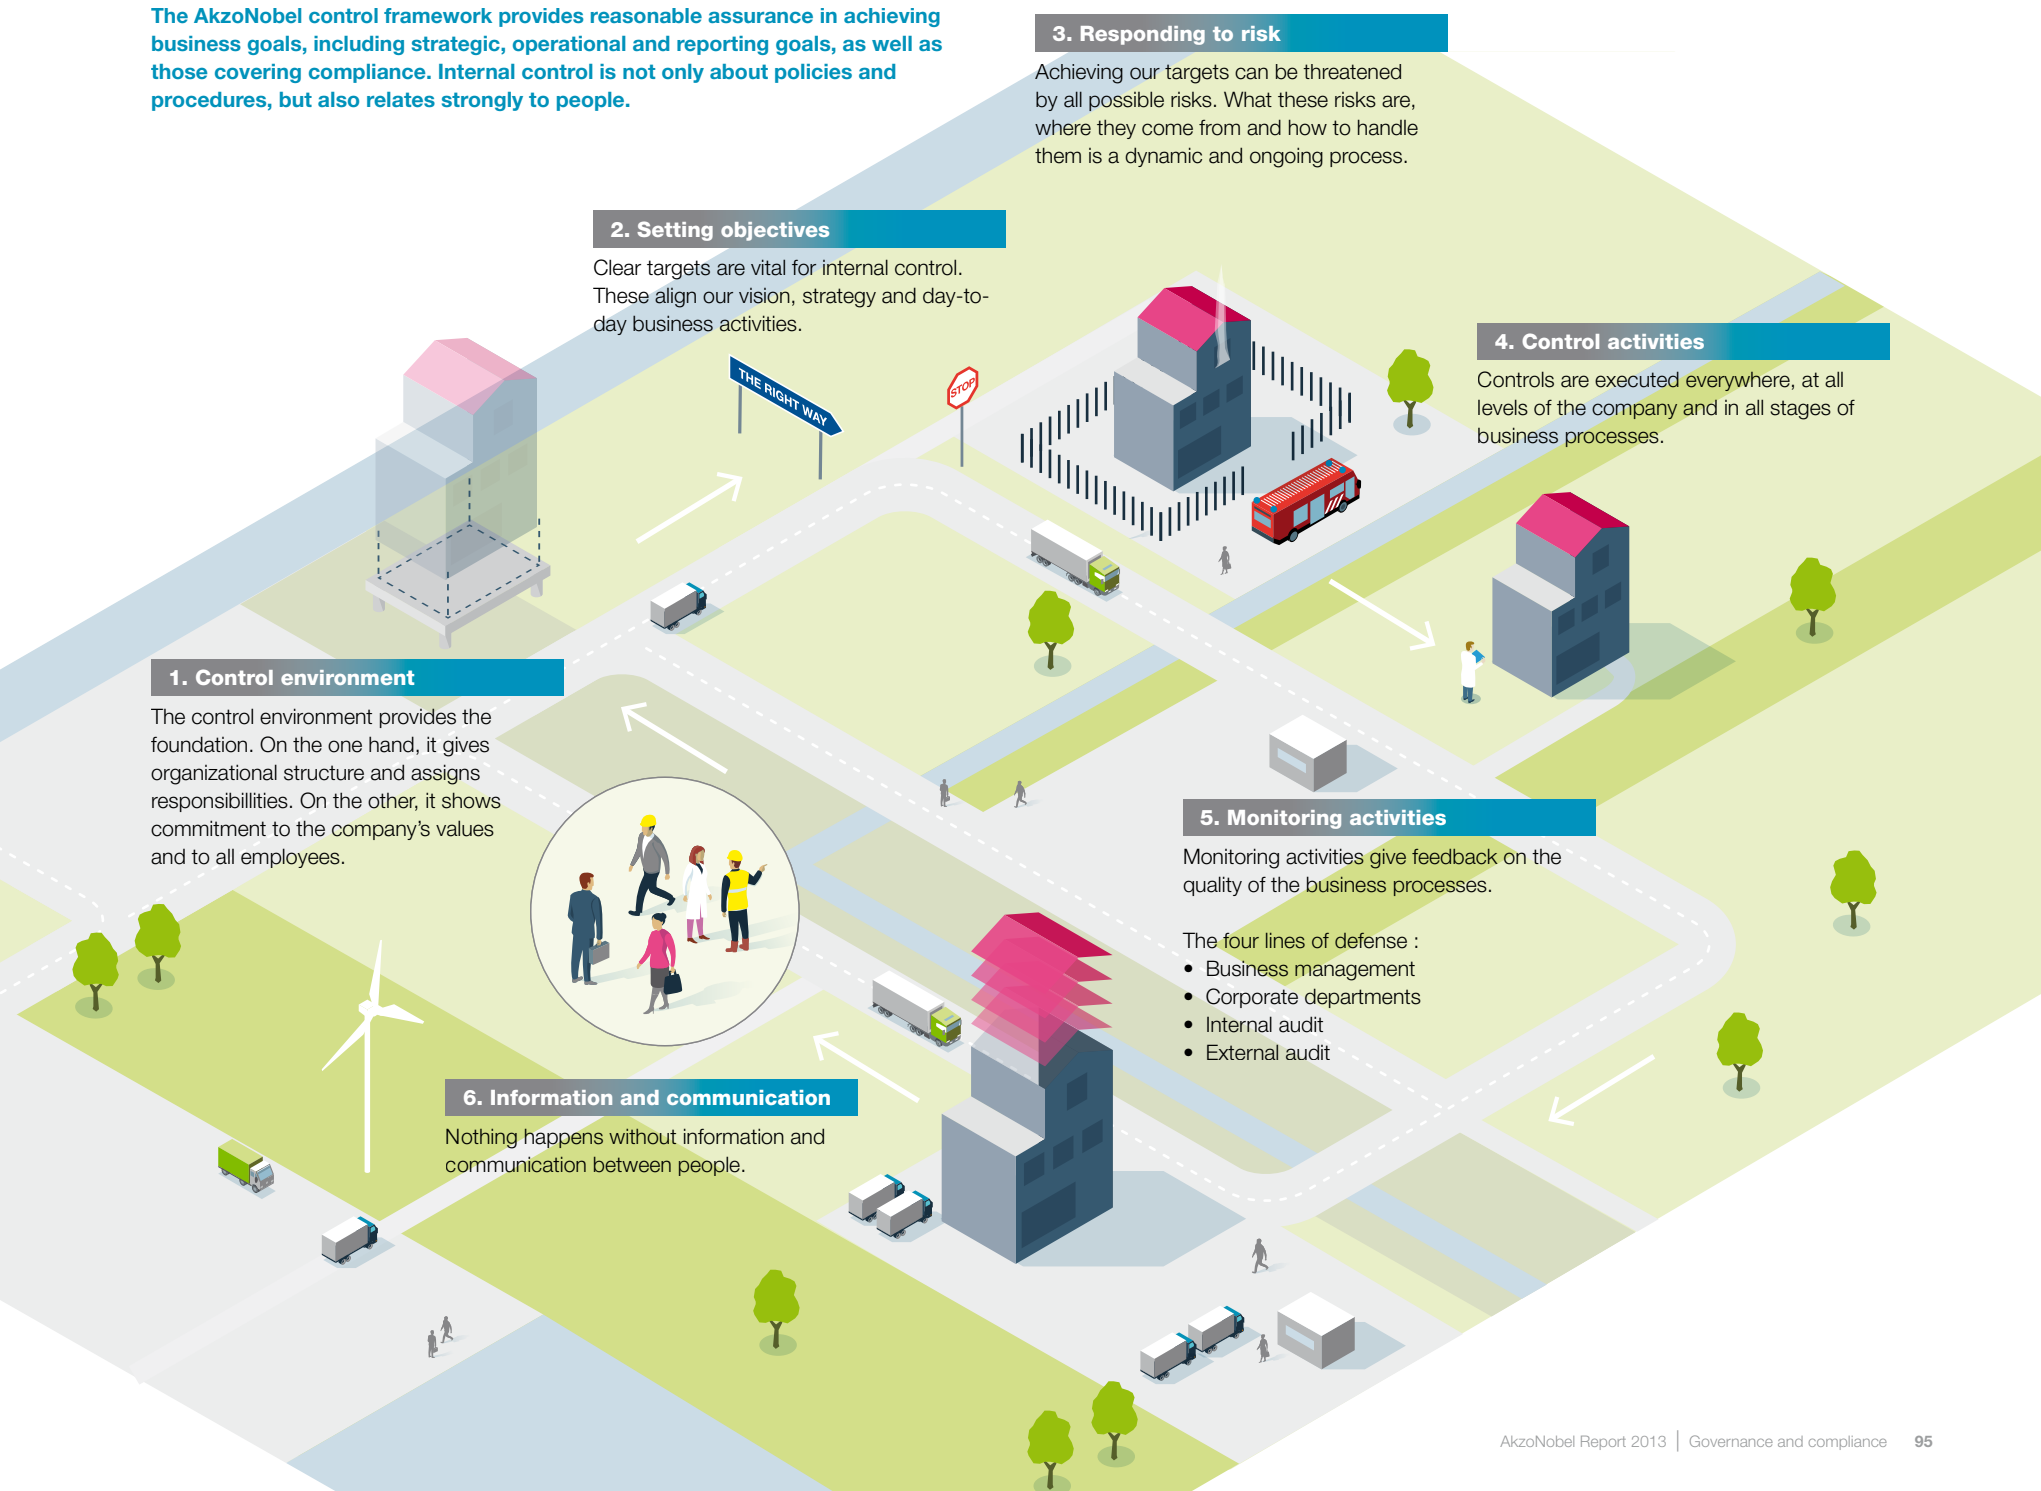 The AkzoNobel control framework provides reasonable assurance in achieving
business goals, including strategic, operational and reporting goals, as well as
those covering compliance. Internal control is not only about policies and
procedures, but also relates strongly to people.
3. Responding to risk
Achieving our targets can be threatened
by all possible risks. What these risks are,
where they come from and how to handle
them is a dynamic and ongoing process.
2. Setting objectives
Clear targets are vital for internal control.
These align our vision, strategy and day-to-
day business activities.
THE RIGHT WAY
STOP
4. Control activities
Controls are executed everywhere, at all
levels of the company and in all stages of
business processes.
1. Control environment
The control environment provides the
foundation. On the one hand, it gives
organizational structure and assigns
responsibillities. On the other, it shows
commitment to the company's values
and to all employees.
5. Monitoring activities
Monitoring activities give feedback on the
quality of the business processes.
The four lines of defense :
• Business management
• Corporate departments
• Internal audit
• External audit
6. Information and communication
Nothing happens without information and
communication between people.
AkzoNobel Report 2013 | Governance and compliance 95